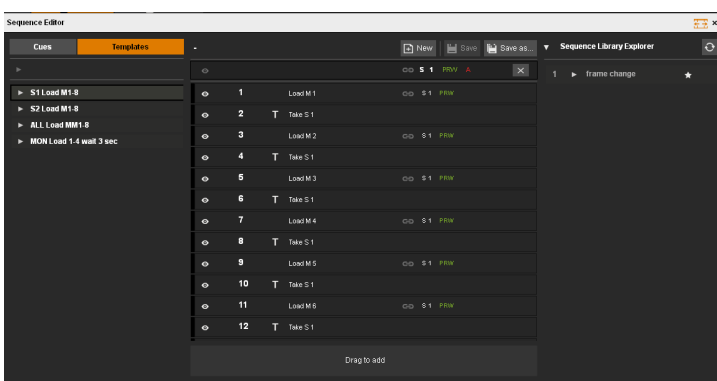 Sequence Editor
×
Cues
Templates
S1 Load M1-8
S2 Load M1-8
ALL Load MM1-8
MON Load 1-4 wait 3 sec
-
New
Save
Save as...
S 1 PRW A
1 Load M 1 S 1 PRW
2 T Take S 1
3 Load M 2 S 1 PRW
4 T Take S 1
5 Load M 3 S 1 PRW
6 T Take S 1
7 Load M 4 S 1 PRW
8 T Take S 1
9 Load M 5 S 1 PRW
10 T Take S 1
11 Load M 6 S 1 PRW
12 T Take S 1
Drag to add
Sequence Library Explorer
1 frame change